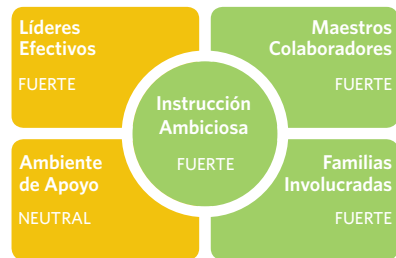 Líderes
Efectivos
FUERTE
Maestros
Colaboradores
FUERTE
Instrucción
Ambiciosa
FUERTE
Ambiente
de Apoyo
NEUTRAL
Familias
Involucradas
FUERTE